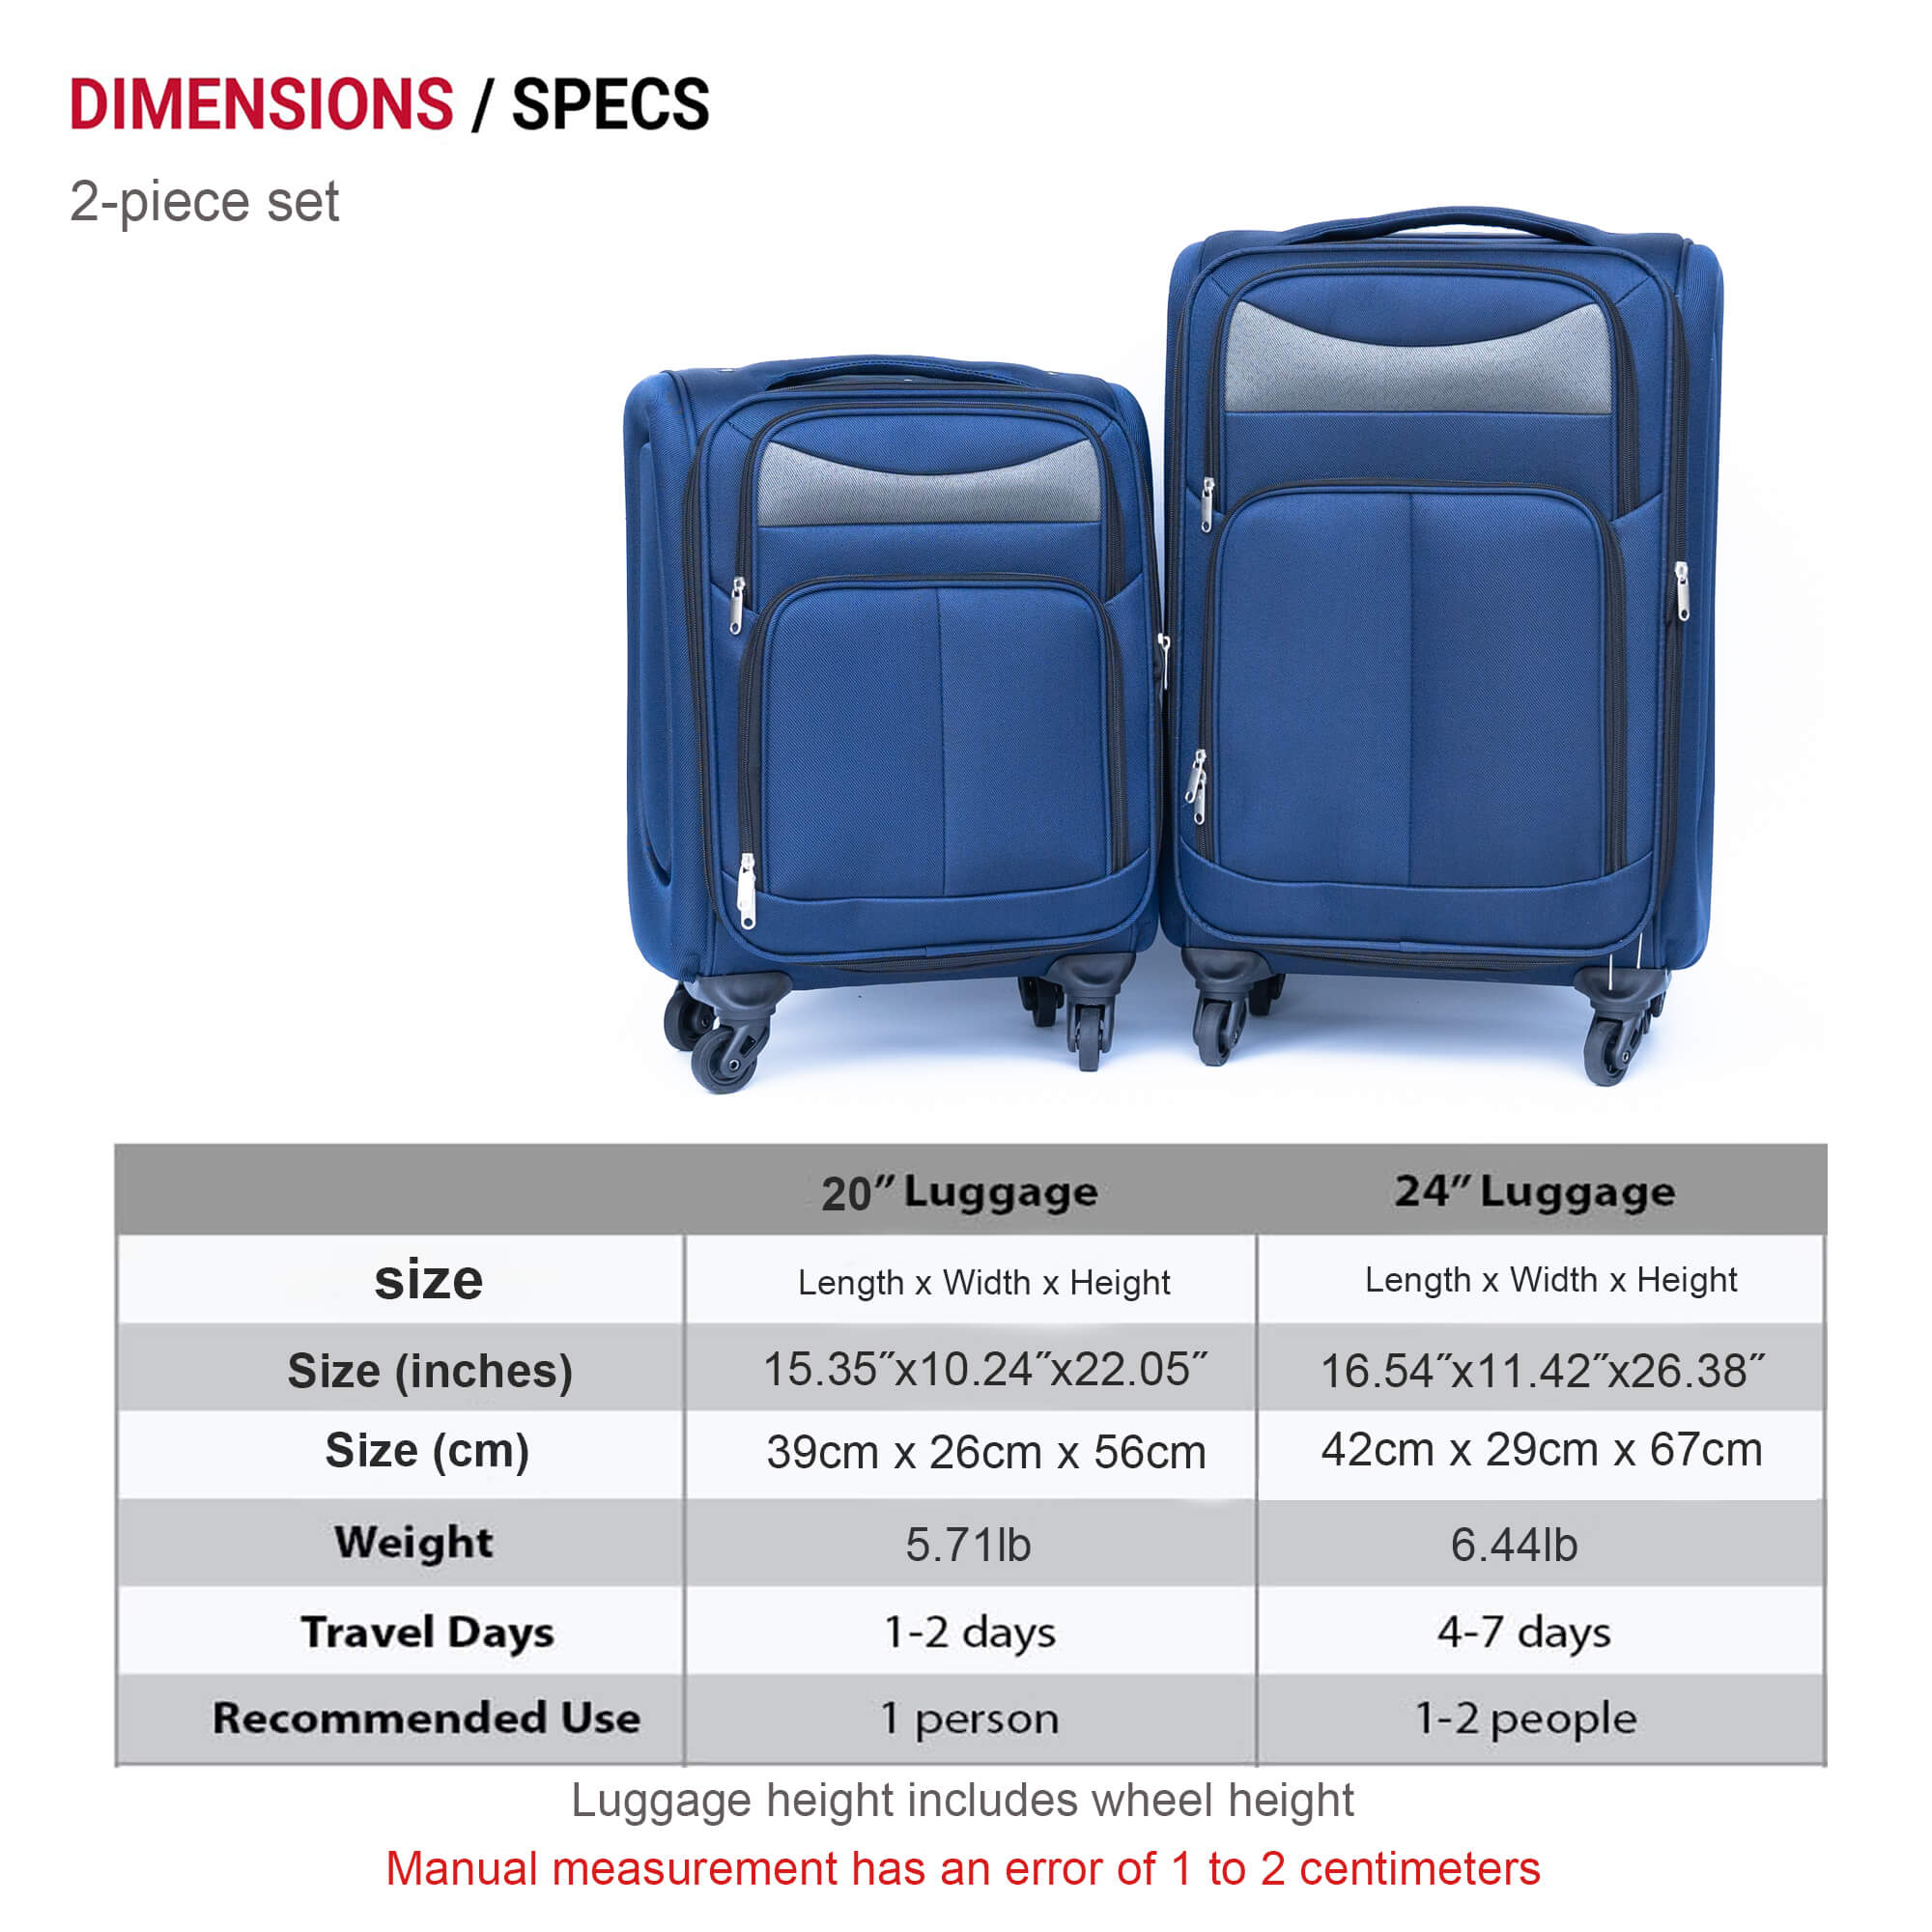 DIMENSIONS / SPECS
2-piece set
20″ Luggage 24″ Luggage
size Length x Width x Height Length x Width x Height
Size (inches) 15.35″x10.24″x22.05″ 16.54″x11.42″x26.38″
Size (cm) 39cm x 26cm x 56cm 42cm x 29cm x 67cm
Weight 5.71lb 6.44lb
Travel Days 1-2 days 4-7 days
Recommended Use 1 person 1-2 people
Luggage height includes wheel height
Manual measurement has an error of 1 to 2 centimeters